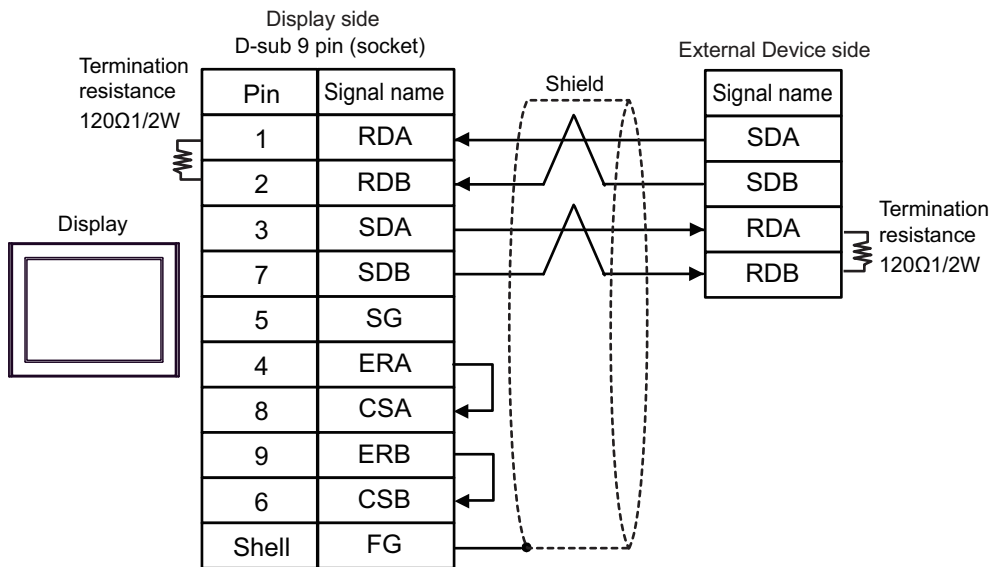 Display side
D-sub 9 pin (socket)
External Device side
Termination
resistance
120Ω1/2W
Shield
Pin Signal name
Signal name
1 RDA
SDA
2 RDB
SDB
3 SDA
RDA
7 SDB
RDB
Termination
resistance
120Ω1/2W
Display
5 SG
4 ERA
8 CSA
9 ERB
6 CSB
Shell FG